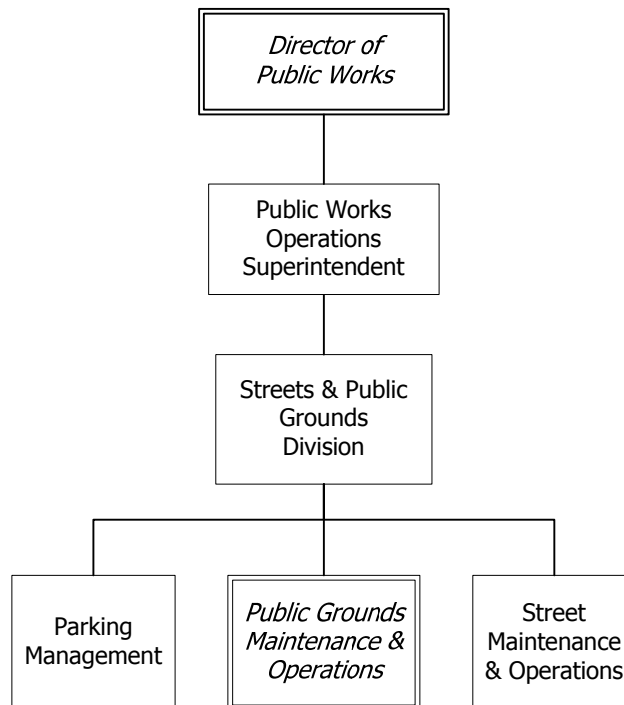 Director of
Public Works
Public Works
Operations
Superintendent
Streets & Public
Grounds
Division
Parking
Management
Public Grounds
Maintenance &
Operations
Street
Maintenance
& Operations